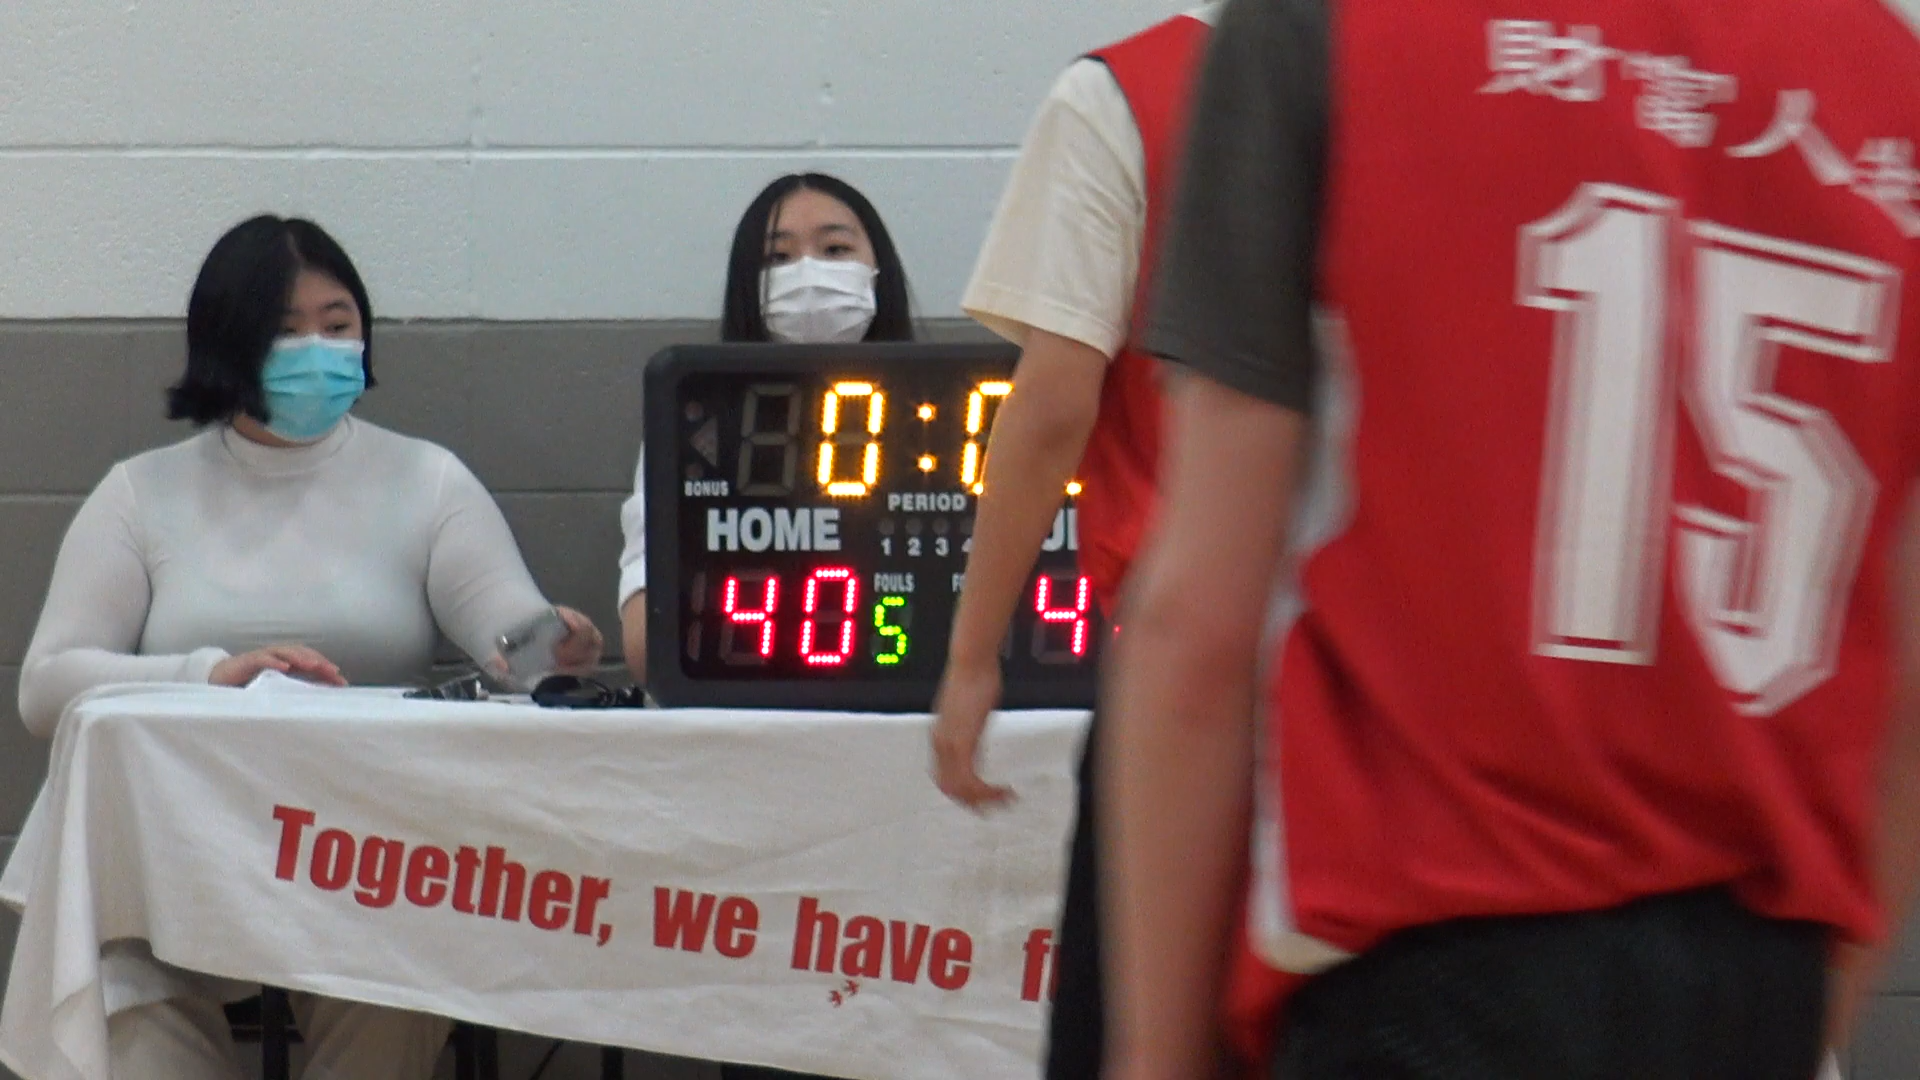 財富人生
15
0:0
BONUS
PERIOD
HOME
1 2 3 4
FOULS
40 5 4
Together, we have